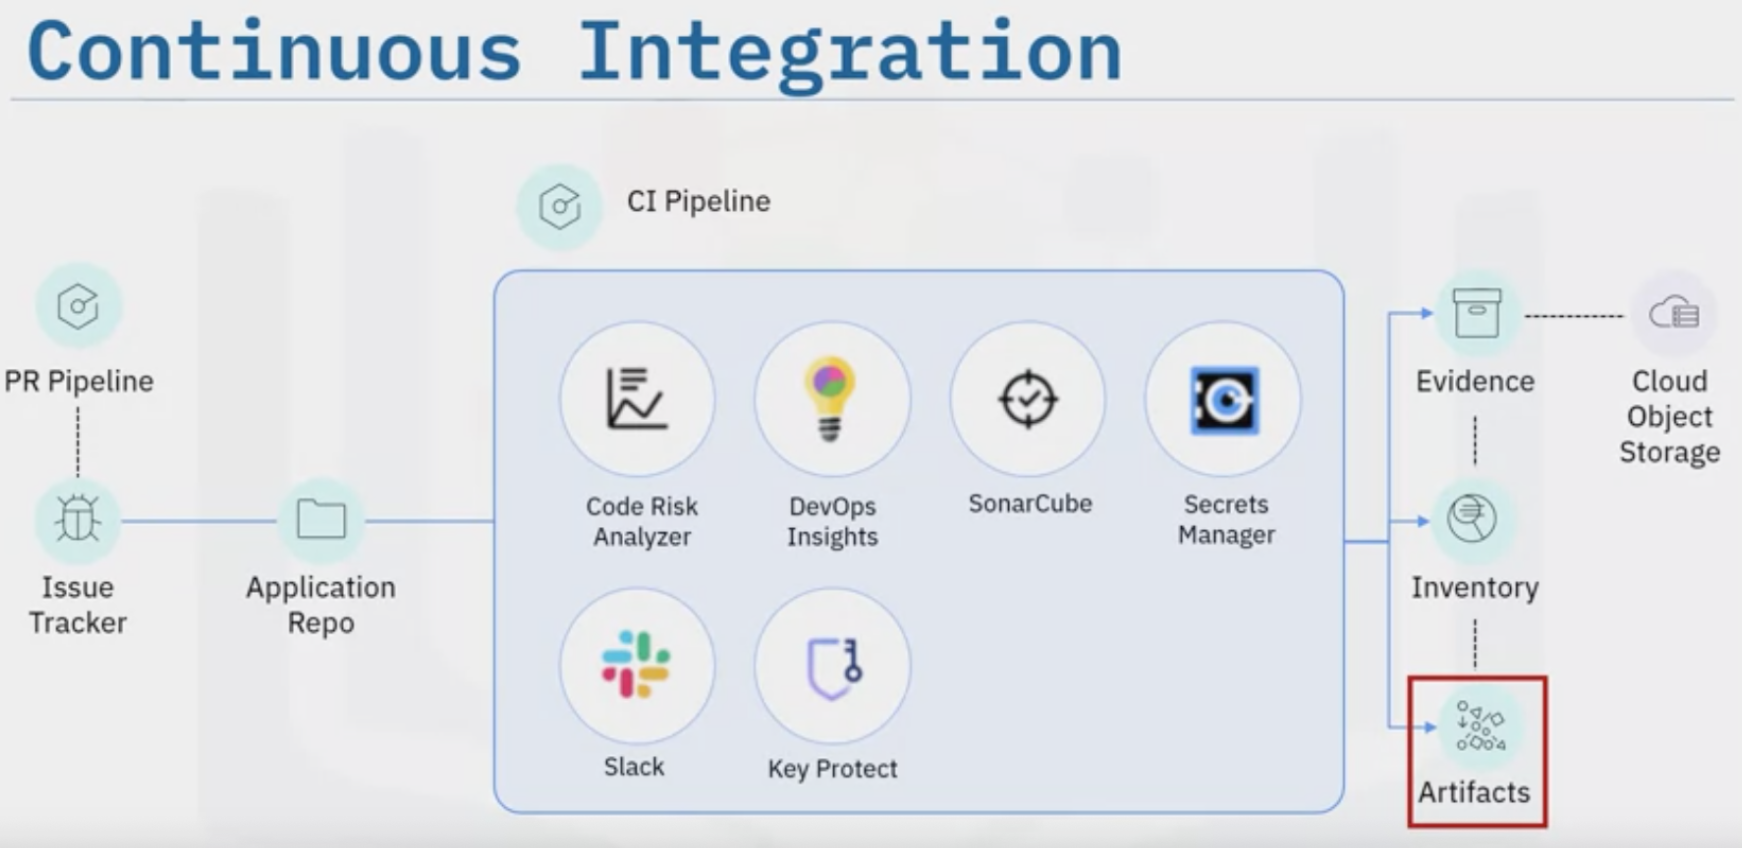 Continuous Integration
CI Pipeline
PR Pipeline
Issue
Tracker
Application
Repo
Code Risk
Analyzer
DevOps
Insights
SonarCube
Secrets
Manager
Slack
Key Protect
Evidence
Cloud
Object
Storage
Inventory
Artifacts